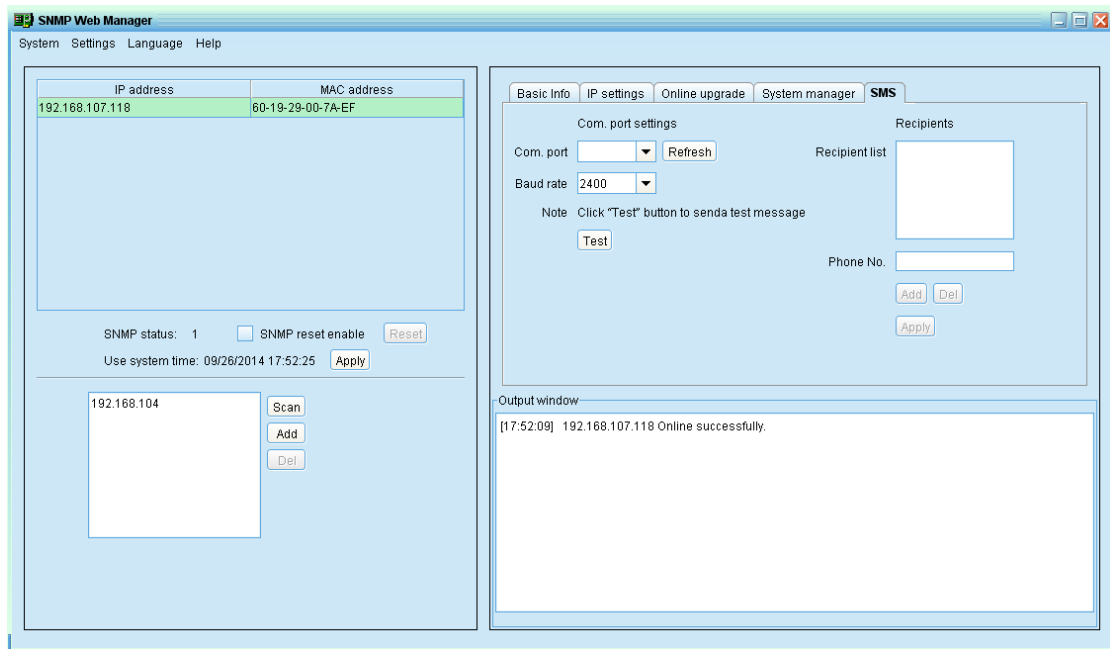 SNMP Web Manager
System Settings Language Help
IP address MAC address
192.168.107.118 60-19-29-00-7A-EF
SNMP status: 1 SNMP reset enable Reset
Use system time: 09/26/2014 17:52:25 Apply
192.168.104
Scan
Add
Del
Basic Info IP settings Online upgrade System manager SMS
Com. port settings
Com. port Refresh
Baud rate 2400
Note Click "Test" button to senda test message
Test
Recipients
Recipient list
Phone No.
Add Del
Apply
Output window
[17:52:09] 192.168.107.118 Online successfully.